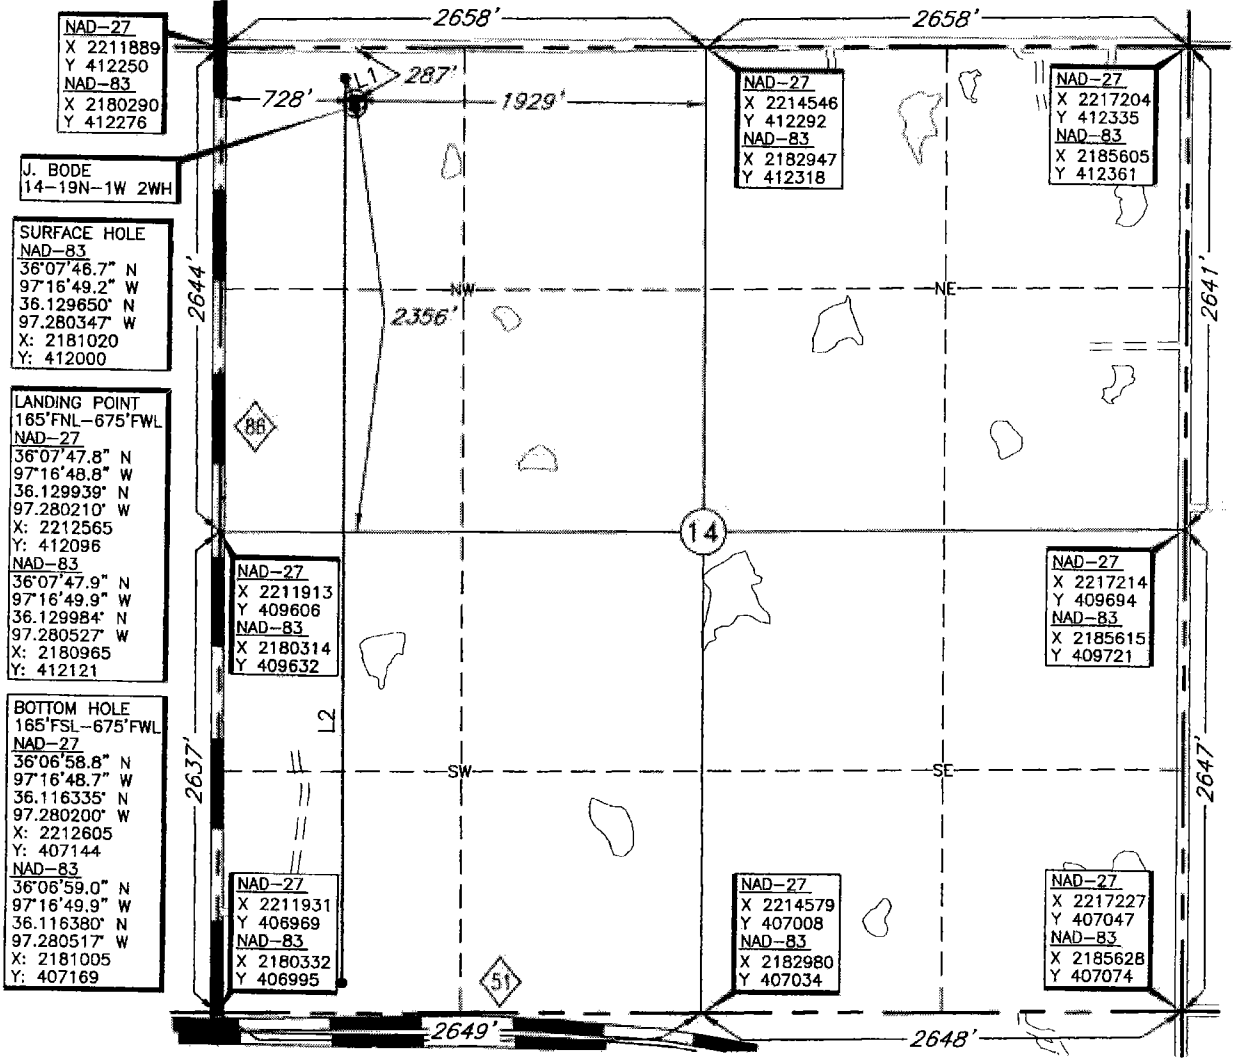 2658'
2658'
NAD-27
X 2211889
Y 412250
NAD-83
X 2180290
Y 412276
L1
287'
728'
1929'
NAD-27
X 2214546
Y 412292
NAD-83
X 2182947
Y 412318
NAD-27
X 2217204
Y 412335
NAD-83
X 2185605
Y 412361
J. BODE
14-19N-1W 2WH
SURFACE HOLE
NAD-83
36°07'46.7" N
97°16'49.2" W
36.129650° N
97.280347° W
X: 2181020
Y: 412000
2644'
NW
NE
2641'
2356'
LANDING POINT
165'FNL-675'FWL
NAD-27
36°07'47.8" N
97°16'48.8" W
36.129939° N
97.280210° W
X: 2212565
Y: 412096
NAD-83
36°07'47.9" N
97°16'49.9" W
36.129984° N
97.280527° W
X: 2180965
Y: 412121
86
14
NAD-27
X 2211913
Y 409606
NAD-83
X 2180314
Y 409632
NAD-27
X 2217214
Y 409694
NAD-83
X 2185615
Y 409721
BOTTOM HOLE
165'FSL-675'FWL
NAD-27
36°06'58.8" N
97°16'48.7" W
36.116335° N
97.280200° W
X: 2212605
Y: 407144
NAD-83
36°06'59.0" N
97°16'49.9" W
36.116380° N
97.280517° W
X: 2181005
Y: 407169
L2
2637'
SW
SE
2647'
NAD-27
X 2211931
Y 406969
NAD-83
X 2180332
Y 406995
51
NAD-27
X 2214579
Y 407008
NAD-83
X 2182980
Y 407034
NAD-27
X 2217227
Y 407047
NAD-83
X 2185628
Y 407074
2649'
2648'